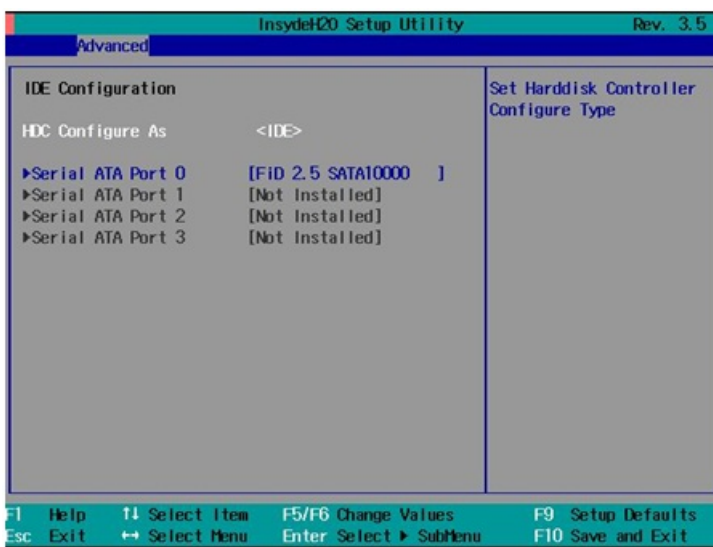 InsydeH2O Setup Utility Rev. 3.5
Advanced
IDE Configuration
HDC Configure As <IDE>
▶Serial ATA Port 0 [FiD 2.5 SATA10000 ]
▶Serial ATA Port 1 [Not Installed]
▶Serial ATA Port 2 [Not Installed]
▶Serial ATA Port 3 [Not Installed]
Set Harddisk Controller
Configure Type
F1 Help ↑↓ Select Item F5/F6 Change Values F9 Setup Defaults
Esc Exit ↔ Select Menu Enter Select ▶ SubMenu F10 Save and Exit